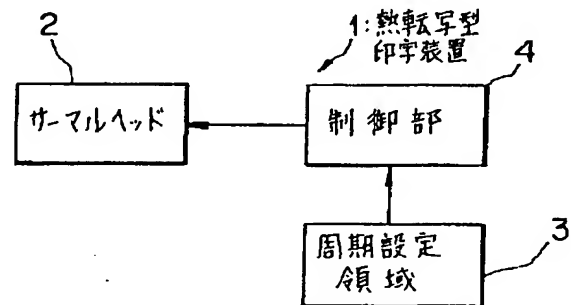 1:熱転写型
印字装置
2
サーマルヘッド
4
制御部
3
周期設定
領域